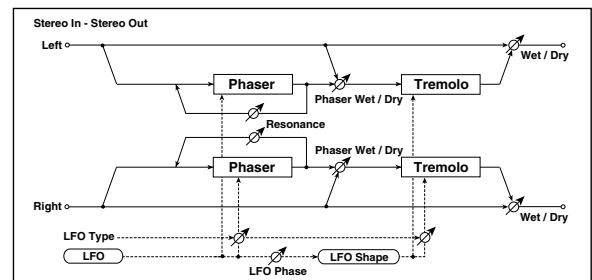 Stereo In - Stereo Out
Left
Wet / Dry
Phaser
Tremolo
Phaser Wet / Dry
Resonance
Phaser Wet / Dry
Phaser
Tremolo
Right
Wet / Dry
LFO Type
LFO
LFO Shape
LFO Phase